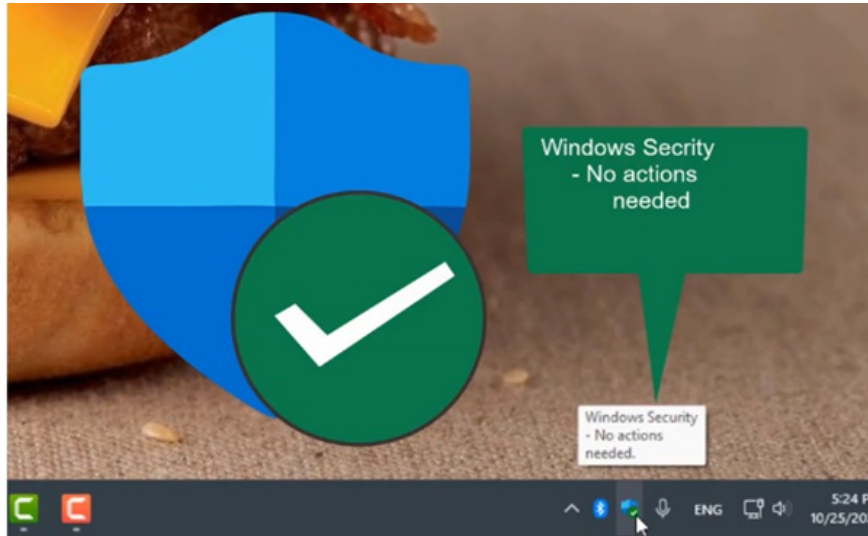 Windows Secrity
- No actions
needed
Windows Security
- No actions
needed.
ENG
5:24 P
10/25/20